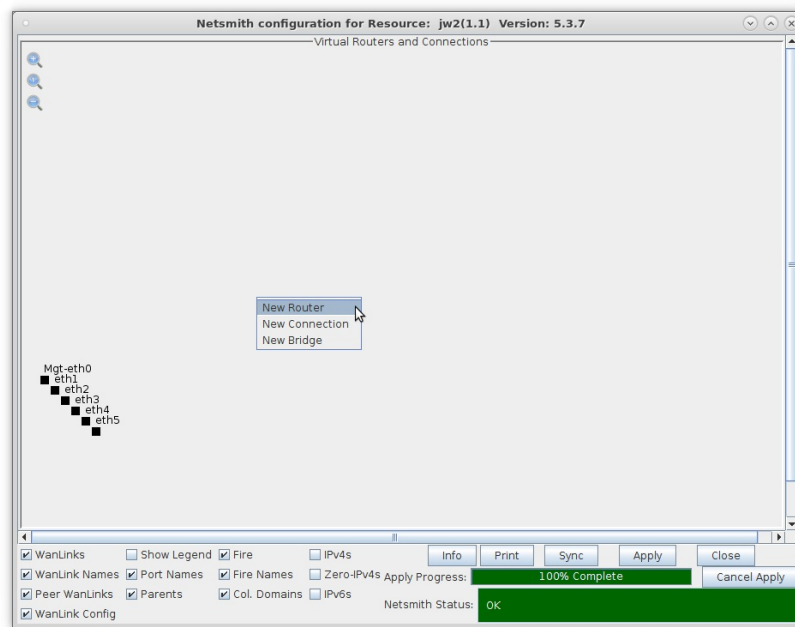 Netsmith configuration for Resource:  jw2(1.1)  Version:  5.3.7
Virtual Routers and Connections
New Router
New Connection
New Bridge
Mgt-eth0
eth1
eth2
eth3
eth4
eth5
WanLinks Show Legend Fire IPv4s Info Print Sync Apply Close
WanLink Names Port Names Fire Names Zero-IPv4s Apply Progress: 100% Complete Cancel Apply
Peer WanLinks Parents Col. Domains IPv6s Netsmith Status: OK
WanLink Config